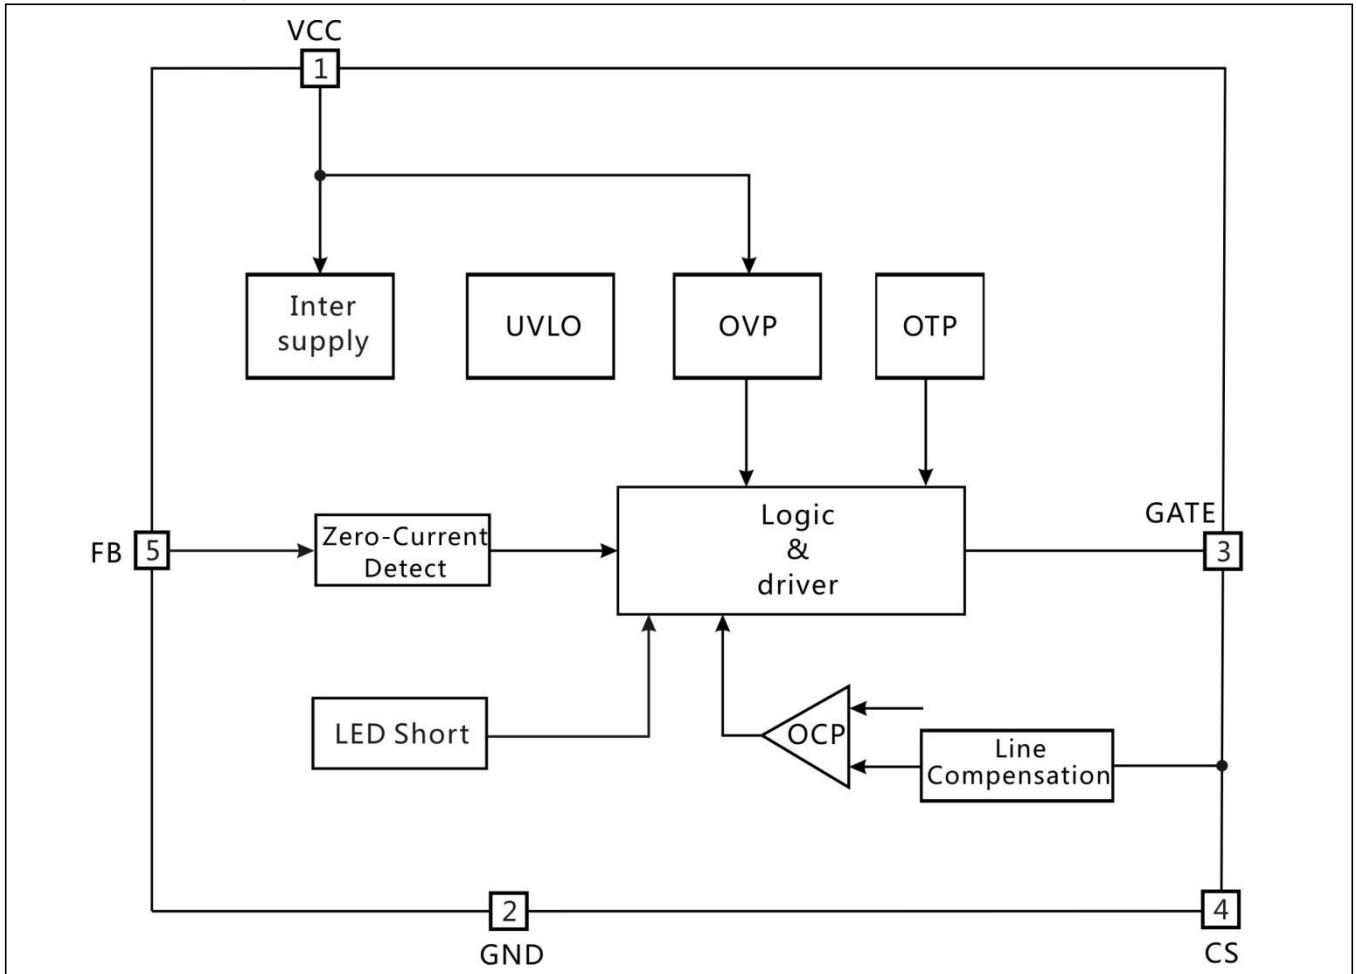 VCC
1
Inter
supply
UVLO
OVP
OTP
FB
5
Zero-Current
Detect
Logic
&
driver
GATE
3
LED Short
OCP
Line
Compensation
2
GND
4
CS